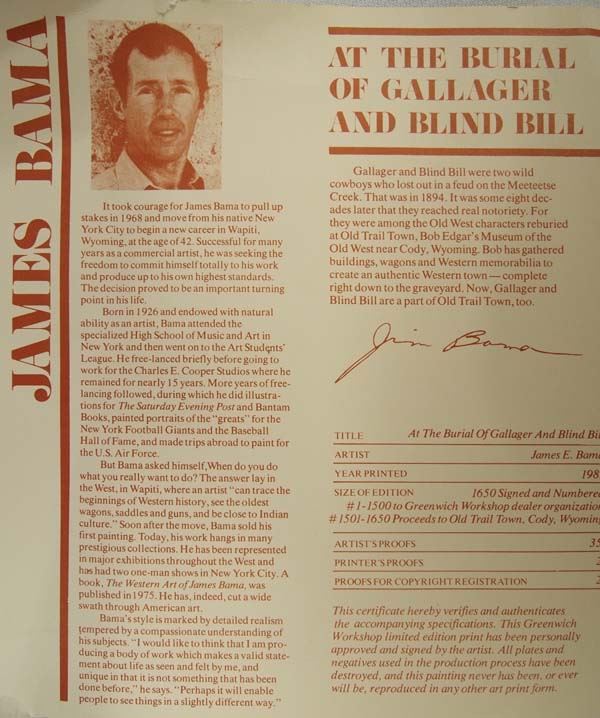 JAMES BAMA
It took courage for James Bama to pull up
stakes in 1968 and move from his native New
York City to begin a new career in Wapiti,
Wyoming, at the age of 42. Successful for many
years as a commercial artist, he was seeking the
freedom to commit himself totally to his work
and produce up to his own highest standards.
The decision proved to be an important turning
point in his life.
Born in 1926 and endowed with natural
ability as an artist, Bama attended the
specialized High School of Music and Art in
New York and then went on to the Art Students'
League. He free-lanced briefly before going to
work for the Charles E. Cooper Studios where he
remained for nearly 15 years. More years of free-
lancing followed, during which he did illustra-
tions for The Saturday Evening Post and Bantam
Books, painted portraits of the "greats" for the
New York Football Giants and the Baseball
Hall of Fame, and made trips abroad to paint for
the U.S. Air Force.
But Bama asked himself,When do you do
what you really want to do? The answer lay in
the West, in Wapiti, where an artist "can trace the
beginnings of Western history, see the oldest
wagons, saddles and guns, and be close to Indian
culture." Soon after the move, Bama sold his
first painting. Today, his work hangs in many
prestigious collections. He has been represented
in major exhibitions throughout the West and
has had two one-man shows in New York City. A
book, The Western Art of James Bama, was
published in 1975. He has, indeed, cut a wide
swath through American art.
Bama's style is marked by detailed realism
tempered by a compassionate understanding of
his subjects. "I would like to think that I am pro-
ducing a body of work which makes a valid state-
ment about life as seen and felt by me, and
unique in that it is not something that has been
done before," he says. "Perhaps it will enable
people to see things in a slightly different way."
AT THE BURIAL
OF GALLAGER
AND BLIND BILL
Gallager and Blind Bill were two wild
cowboys who lost out in a feud on the Meeteetse
Creek. That was in 1894. It was some eight dec-
ades later that they reached real notoriety. For
they were among the Old West characters reburied
at Old Trail Town, Bob Edgar's Museum of the
Old West near Cody, Wyoming. Bob has gathered
buildings, wagons and Western memorabilia to
create an authentic Western town — complete
right down to the graveyard. Now, Gallager and
Blind Bill are a part of Old Trail Town, too.
Jim Bama
TITLE At The Burial Of Gallager And Blind Bil
ARTIST James E. Bama
YEAR PRINTED 198
SIZE OF EDITION 1650 Signed and Numbered
#1-1500 to Greenwich Workshop dealer organization
#1501-1650 Proceeds to Old Trail Town, Cody, Wyoming
ARTIST'S PROOFS 35
PRINTER'S PROOFS
PROOFS FOR COPYRIGHT REGISTRATION
This certificate hereby verifies and authenticates
the accompanying specifications. This Greenwich
Workshop limited edition print has been personally
approved and signed by the artist. All plates and
negatives used in the production process have been
destroyed, and this painting never has been, or ever
will be, reproduced in any other art print form.